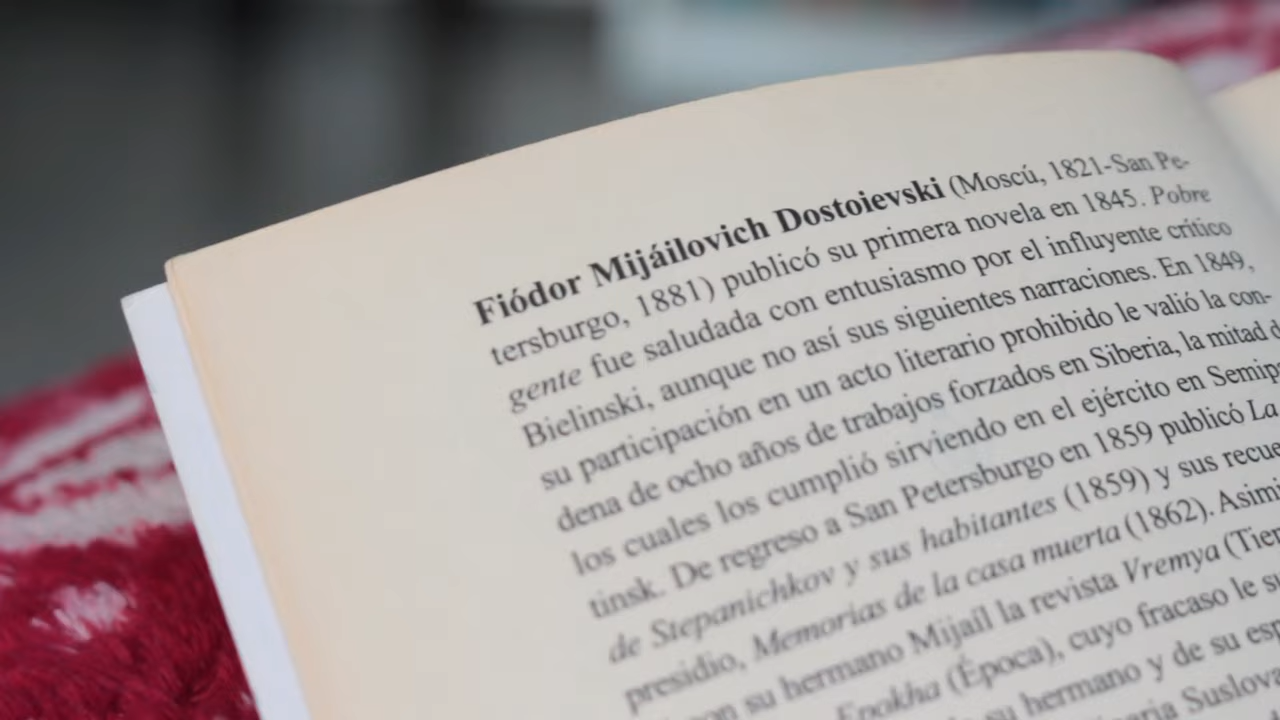 Fiódor Mijáilovich Dostoievski (Moscú, 1821-San Pe-
tersburgo, 1881) publicó su primera novela en 1845. Pobre
gente fue saludada con entusiasmo por el influyente crítico
Bielinski, aunque no así sus siguientes narraciones. En 1849,
su participación en un acto literario prohibido le valió la con-
dena de ocho años de trabajos forzados en Siberia, la mitad d
los cuales los cumplió sirviendo en el ejército en Semip
tinsk. De regreso a San Petersburgo en 1859 publicó La
de Stepanichkov y sus habitantes (1859) y sus recue
presidio, Memorias de la casa muerta (1862). Asimi
con su hermano Mijaíl la revista Vremya (Tien
Epokha (Época), cuyo fracaso le su
su hermano y de su esp
Suslova